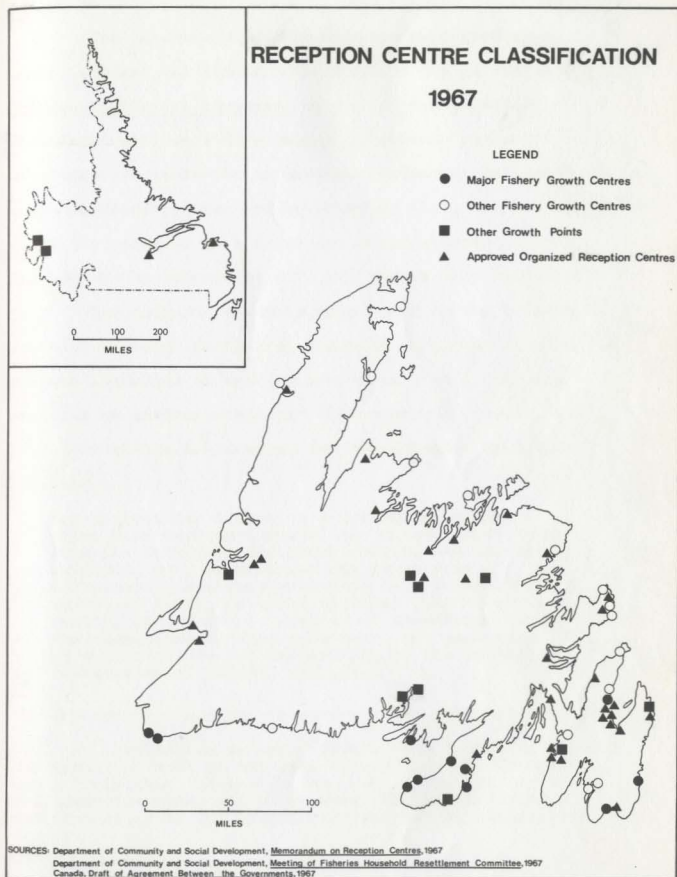 RECEPTION CENTRE CLASSIFICATION
1967
LEGEND
Major Fishery Growth Centres
Other Fishery Growth Centres
Other Growth Points
Approved Organized Reception Centres
0 100 200
MILES
0 50 100
MILES
SOURCES: Department of Community and Social Development, Memorandum on Reception Centres, 1967
Department of Community and Social Development, Meeting of Fisheries Household Resettlement Committee, 1967
Canada, Draft of Agreement Between the Governments, 1967